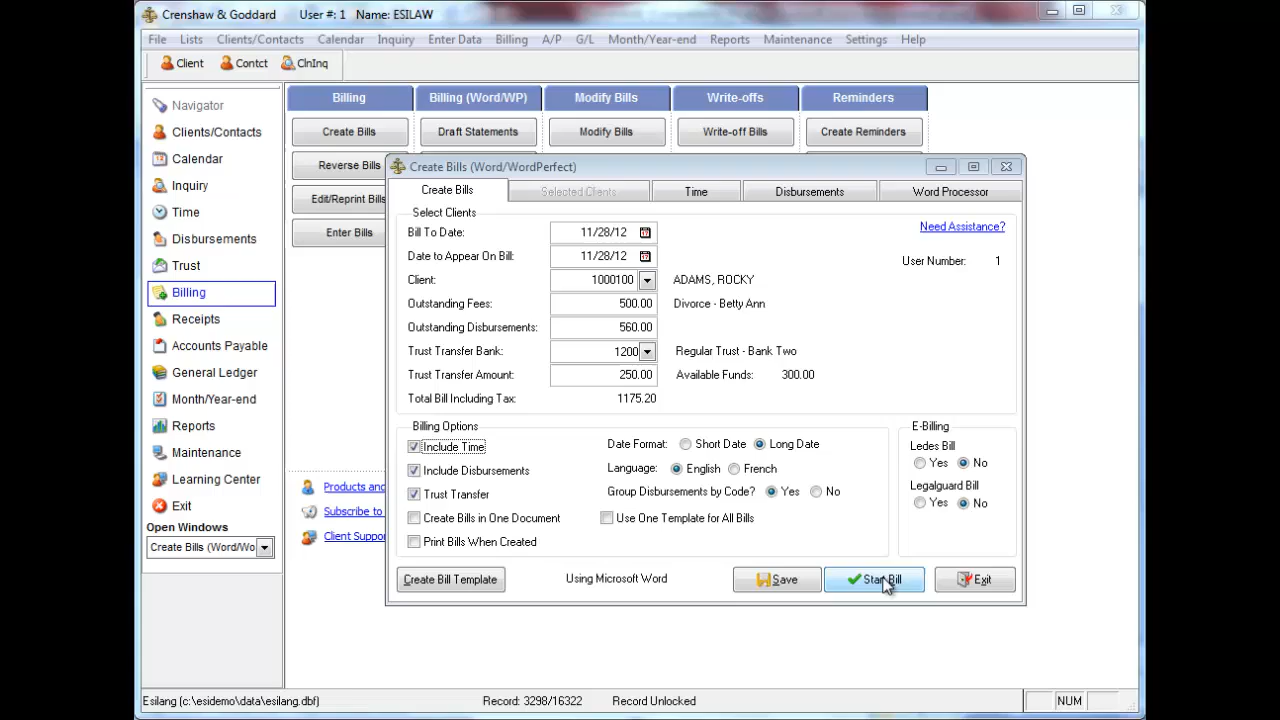 Crenshaw & Goddard User #: 1 Name: ESILAW
File Lists Clients/Contacts Calendar Inquiry Enter Data Billing A/P G/L Month/Year-end Reports Maintenance Settings Help
Client Contct ClnInq
Navigator
Clients/Contacts
Calendar
Inquiry
Time
Disbursements
Trust
Billing
Receipts
Accounts Payable
General Ledger
Month/Year-end
Reports
Maintenance
Learning Center
Exit
Open Windows
Create Bills (Word/Wo
Billing Billing (Word/WP) Modify Bills Write-offs Reminders
Create Bills Draft Statements Modify Bills Write-off Bills Create Reminders
Reverse Bills
Edit/Reprint Bills
Enter Bills
Products and
Subscribe to
Client Suppor
Create Bills (Word/WordPerfect)
Create Bills Selected Clients Time Disbursements Word Processor
Select Clients
Bill To Date: 11/28/12 Need Assistance?
Date to Appear On Bill: 11/28/12 User Number: 1
Client: 1000100 ADAMS, ROCKY
Outstanding Fees: 500.00 Divorce - Betty Ann
Outstanding Disbursements: 560.00
Trust Transfer Bank: 1200 Regular Trust - Bank Two
Trust Transfer Amount: 250.00 Available Funds: 300.00
Total Bill Including Tax: 1175.20
Billing Options E-Billing
Include Time Date Format: Short Date Long Date Ledes Bill
Include Disbursements Language: English French Yes No
Trust Transfer Group Disbursements by Code? Yes No Legalguard Bill
Create Bills in One Document Use One Template for All Bills Yes No
Print Bills When Created
Create Bill Template Using Microsoft Word Save Start Bill Exit
Esilang (c:\esidemo\data\esilang.dbf) Record: 3298/16322 Record Unlocked NUM